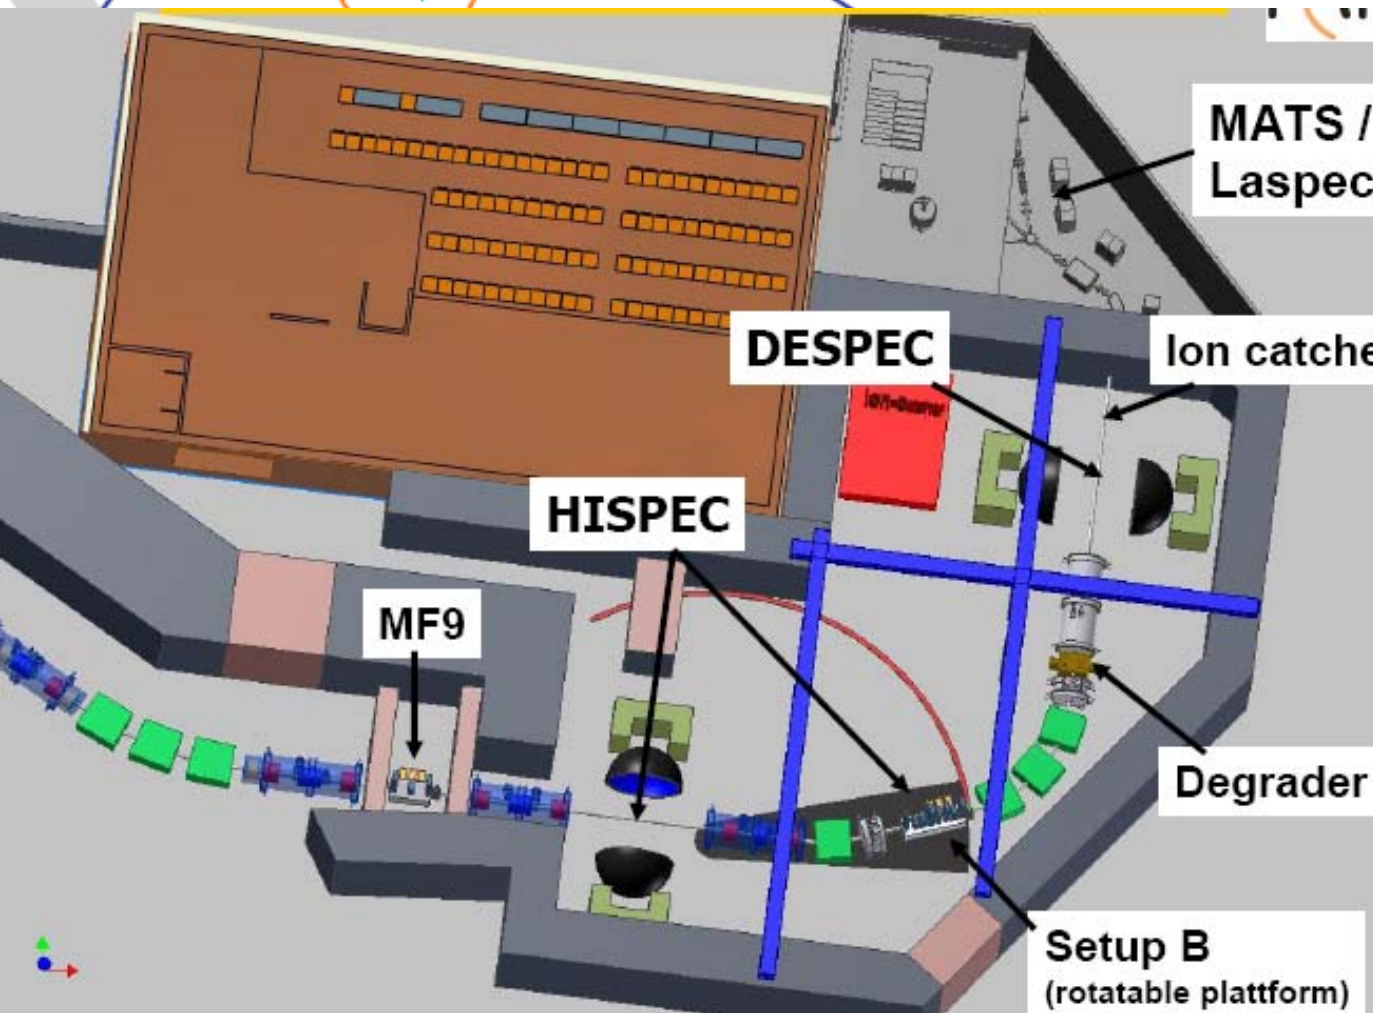 MATS /
Laspec
DESPEC
Ion catche
HISPEC
MF9
Degrader
Setup B
(rotatable plattform)